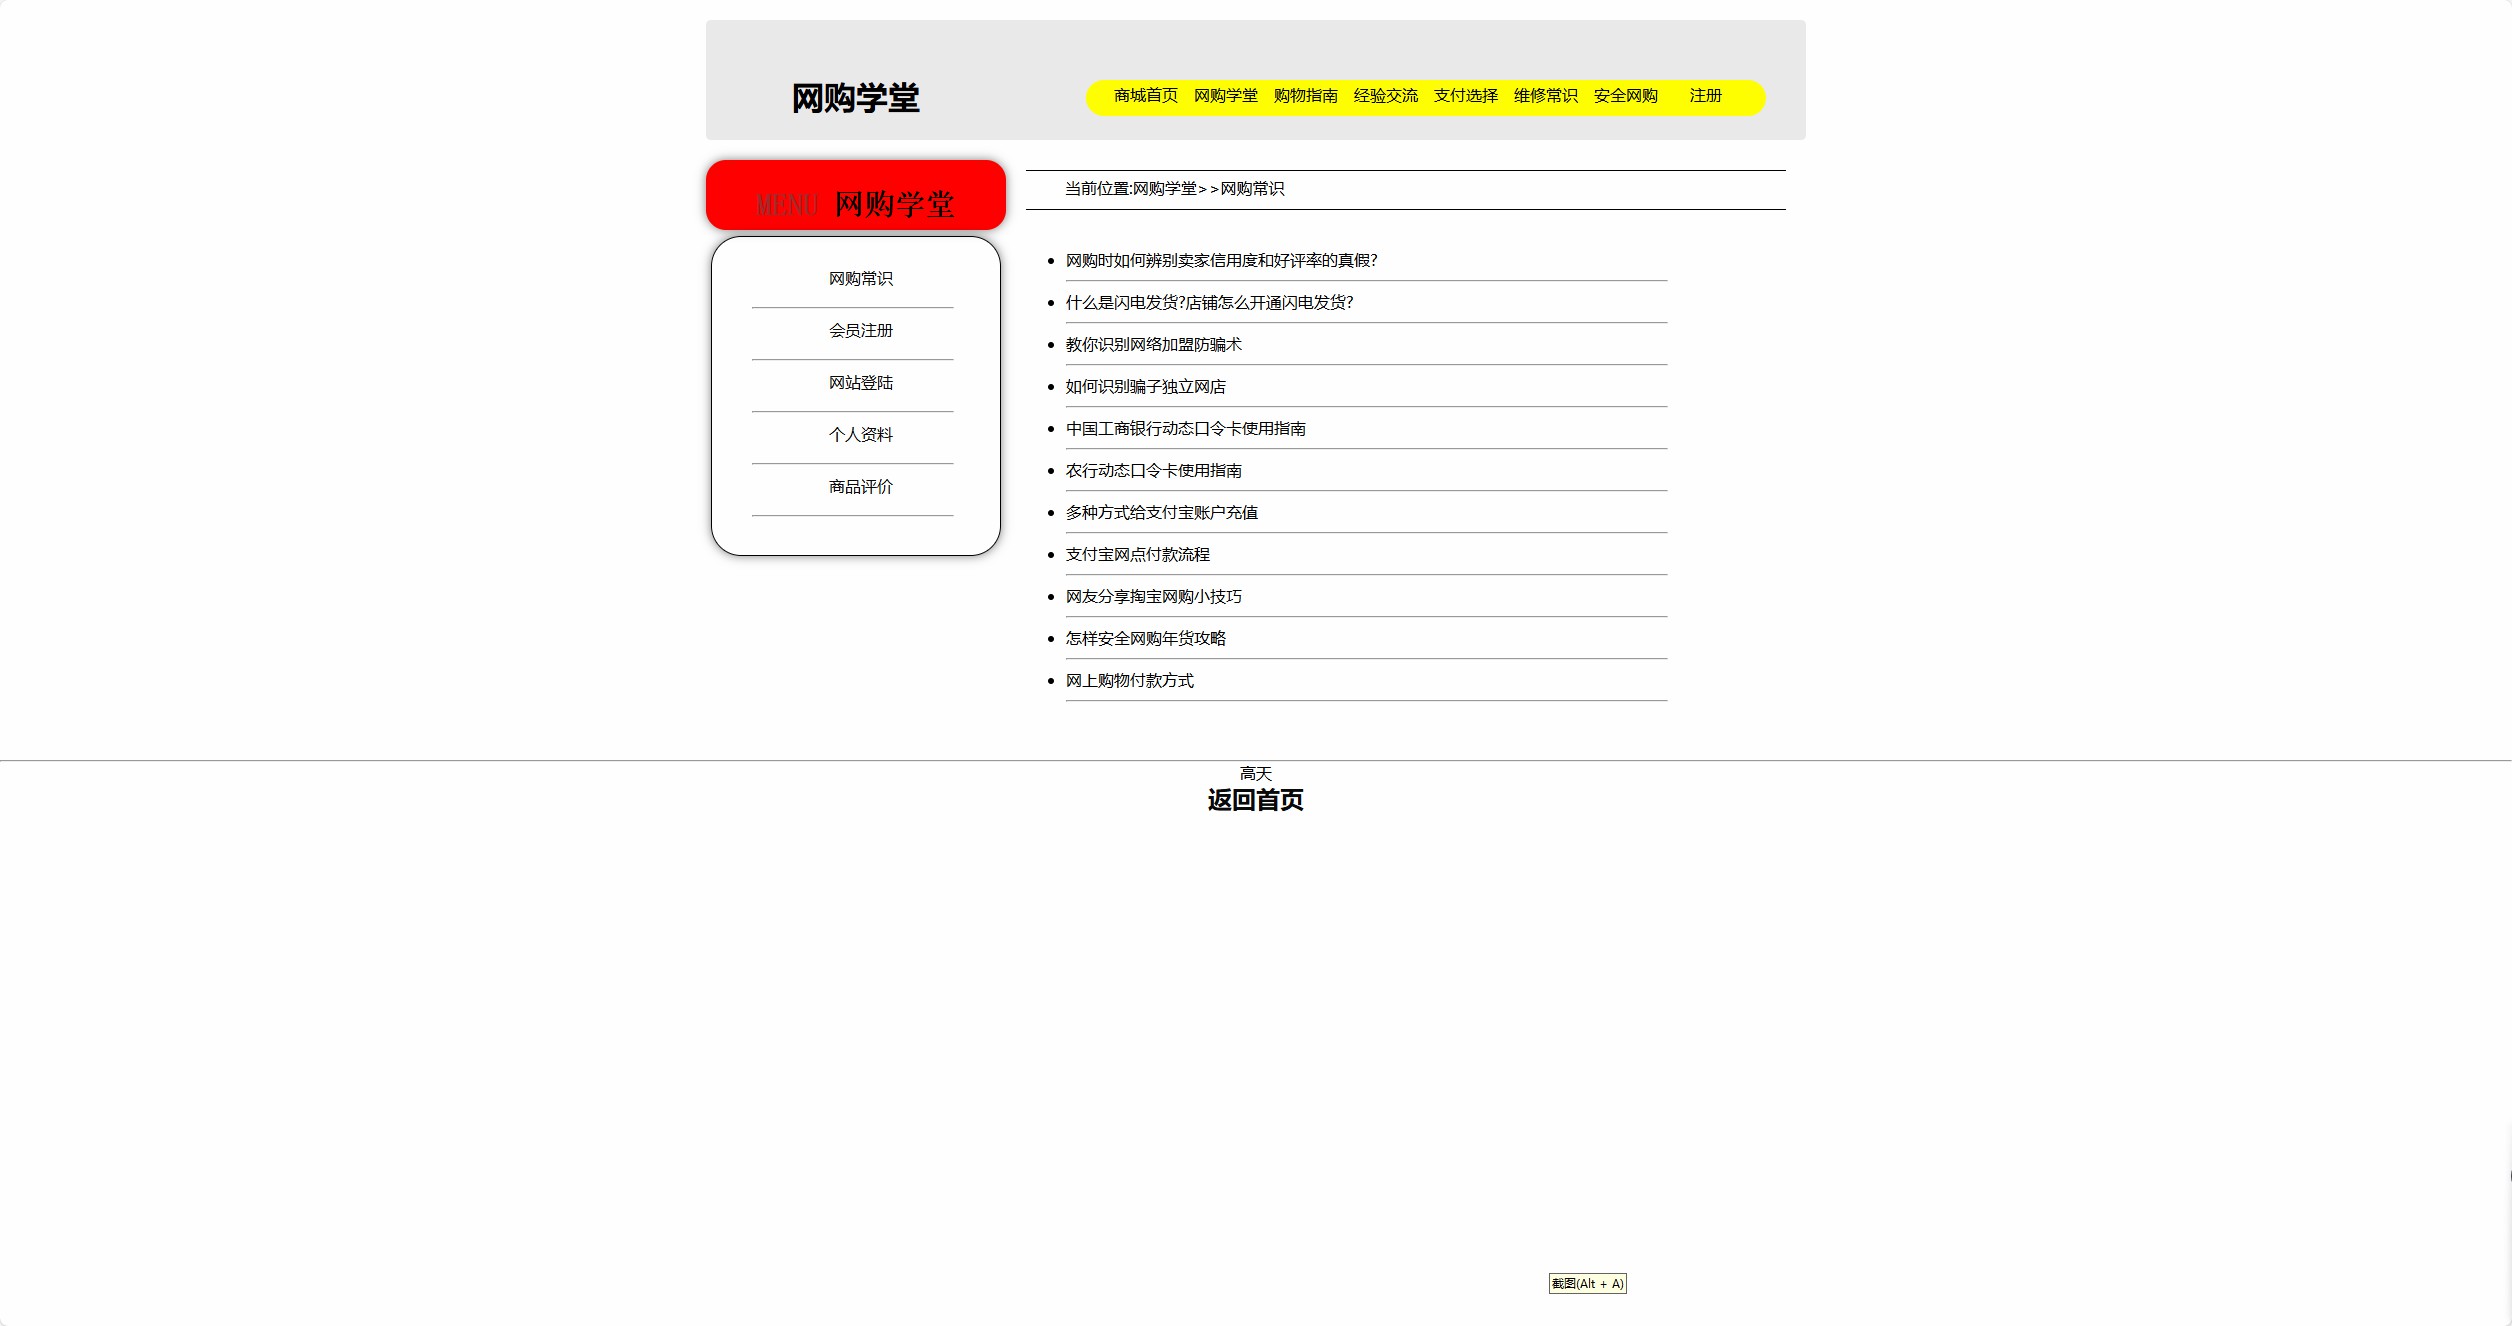 网购学堂
商城首页 网购学堂 购物指南 经验交流 支付选择 维修常识 安全网购 注册
MENU 网购学堂
网购常识
会员注册
网站登陆
个人资料
商品评价
当前位置:网购学堂>>网购常识
网购时如何辨别卖家信用度和好评率的真假?
什么是闪电发货?店铺怎么开通闪电发货?
教你识别网络加盟防骗术
如何识别骗子独立网店
中国工商银行动态口令卡使用指南
农行动态口令卡使用指南
多种方式给支付宝账户充值
支付宝网点付款流程
网友分享掏宝网购小技巧
怎样安全网购年货攻略
网上购物付款方式
高天
返回首页
截图(Alt + A)